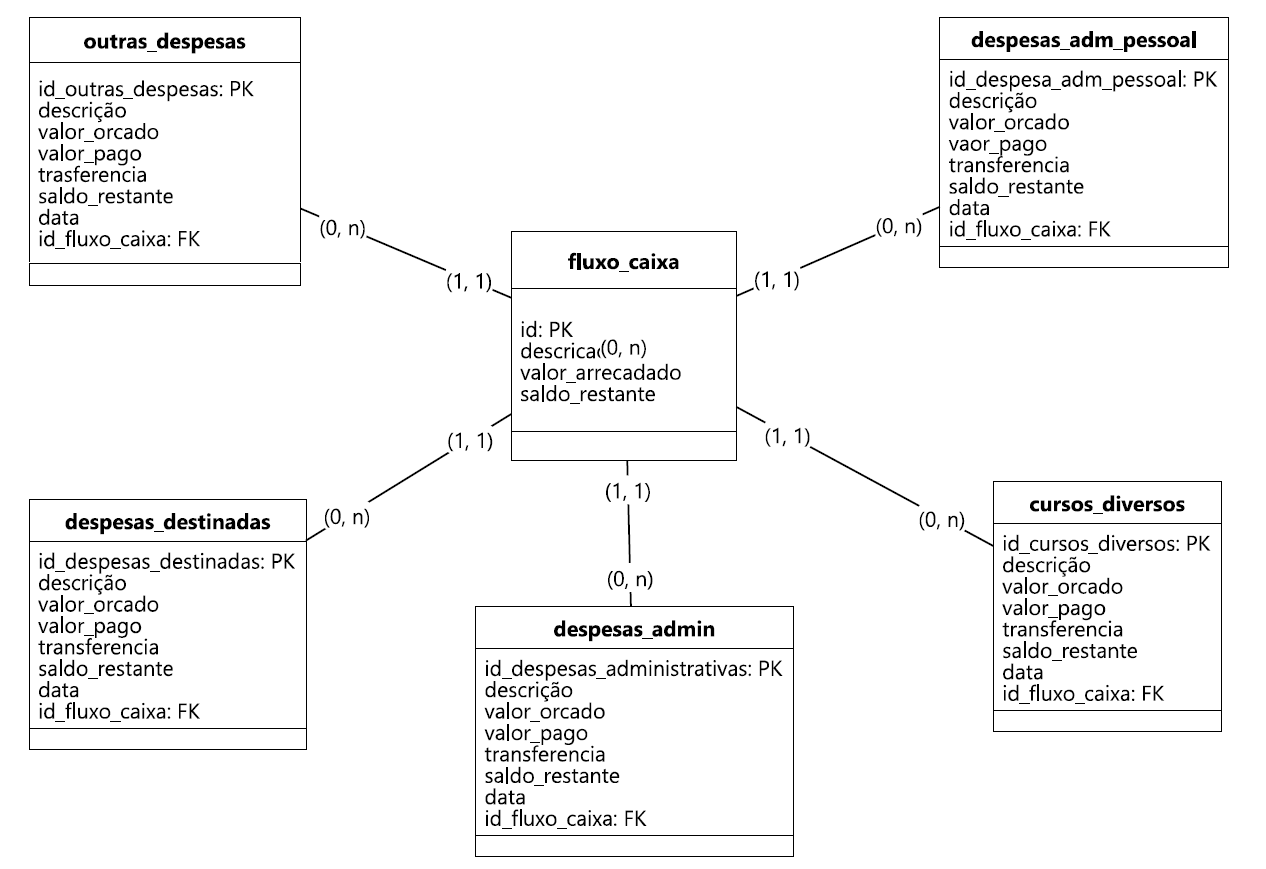 outras_despesas
id_outras_despesas: PK
descrição
valor_orcado
valor_pago
trasferencia
saldo_restante
data
id_fluxo_caixa: FK
(0, n)
(1, 1)
despesas_adm_pessoal
id_despesa_adm_pessoal: PK
descrição
valor_orcado
vaor_pago
transferencia
saldo_restante
data
id_fluxo_caixa: FK
(0, n)
(1, 1)
fluxo_caixa
id: PK
(0, n)
valor_arrecadado
saldo_restante
(1, 1)
(0, n)
(1, 1)
(0, n)
(1, 1)
(0, n)
despesas_destinadas
id_despesas_destinadas: PK
descrição
valor_orcado
valor_pago
transferencia
saldo_restante
data
id_fluxo_caixa: FK
despesas_admin
id_despesas_administrativas: PK
descrição
valor_orcado
valor_pago
transferencia
saldo_restante
data
id_fluxo_caixa: FK
cursos_diversos
id_cursos_diversos: PK
descrição
valor_orcado
valor_pago
transferencia
saldo_restante
data
id_fluxo_caixa: FK